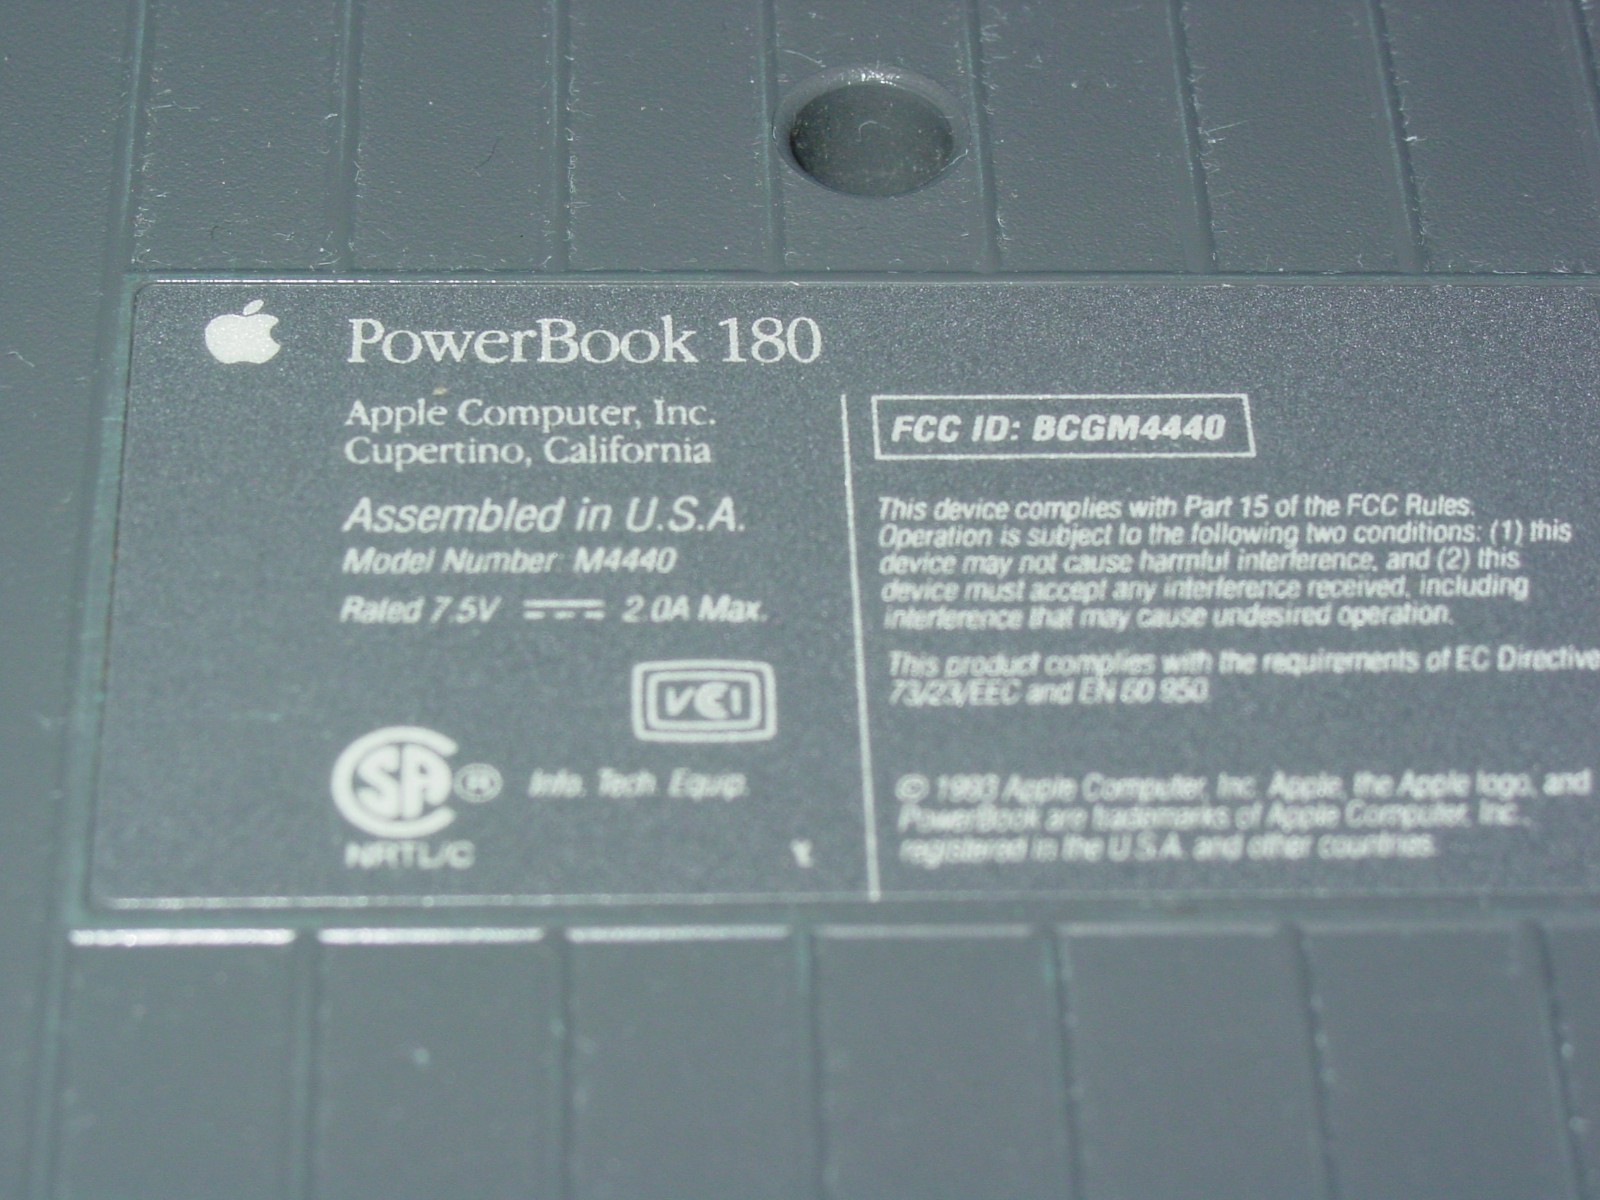 PowerBook 180
Apple Computer, Inc.
Cupertino, California
Assembled in U.S.A.
Model Number: M4440
Rated 7.5V 2.0A Max.
VCI
SA ®
Info. Tech. Equip.
NRTL/C
FCC ID: BCGM4440
This device complies with Part 15 of the FCC Rules.
Operation is subject to the following two conditions: (1) this
device may not cause harmful interference, and (2) this
device must accept any interference received, including
interference that may cause undesired operation.
This product complies with the requirements of EC Directive
73/23/EEC and EN 60 950
© 1993 Apple Computer, Inc. Apple, the Apple logo, and
PowerBook are trademarks of Apple Computer, Inc.,
registered in the U.S.A. and other countries.